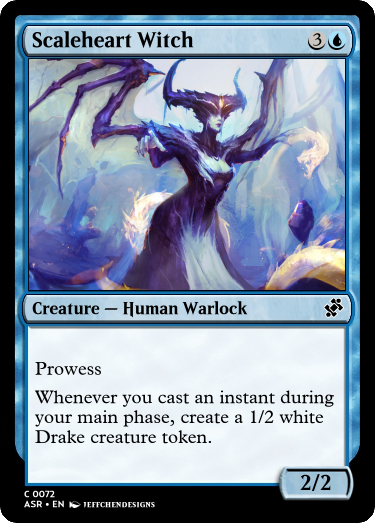 Scaleheart Witch 3
Creature — Human Warlock
Prowess
Whenever you cast an instant during
your main phase, create a 1/2 white
Drake creature token.
2/2
C 0072
ASR • EN JEFFCHENDESIGNS